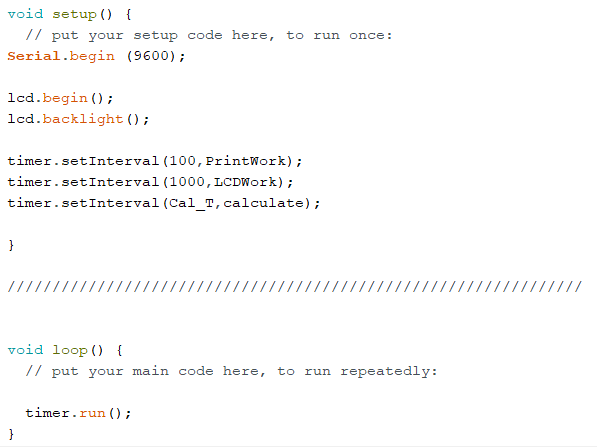 void setup() {
  // put your setup code here, to run once:
Serial.begin (9600);

lcd.begin();
lcd.backlight();

timer.setInterval(100,PrintWork);
timer.setInterval(1000,LCDWork);
timer.setInterval(Cal_T,calculate);

}

////////////////////////////////////////////////////////////////

void loop() {
  // put your main code here, to run repeatedly:

  timer.run();
}